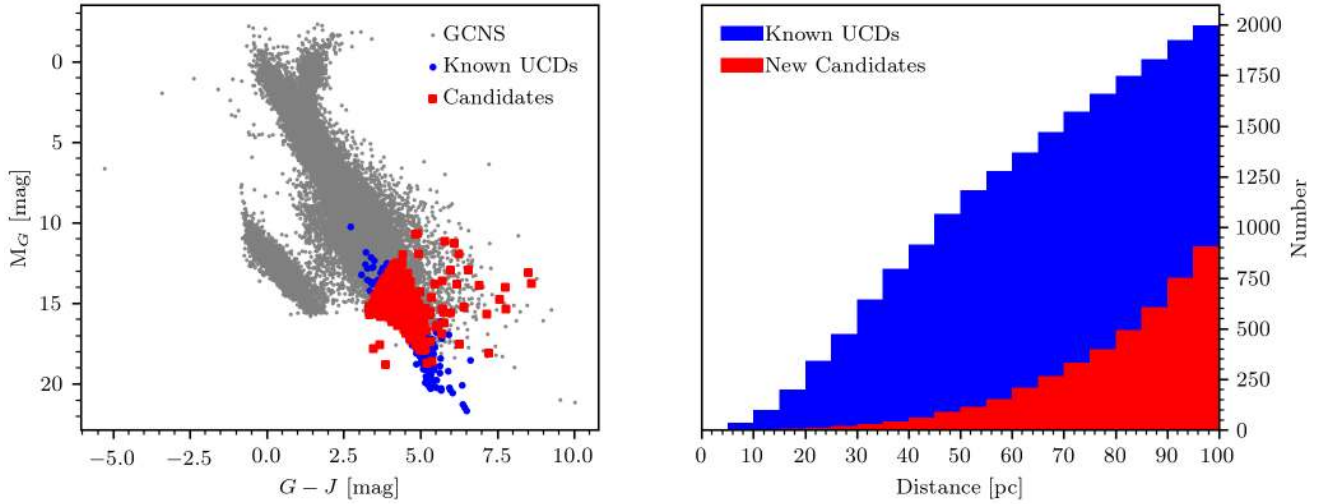 GCNS
Known UCDs
Candidates
0
5
10
15
20
M_G [mag]
−5.0 −2.5 0.0 2.5 5.0 7.5 10.0
G − J [mag]
Known UCDs
New Candidates
2000
1750
1500
1250
1000
750
500
250
0
Number
0 10 20 30 40 50 60 70 80 90 100
Distance [pc]